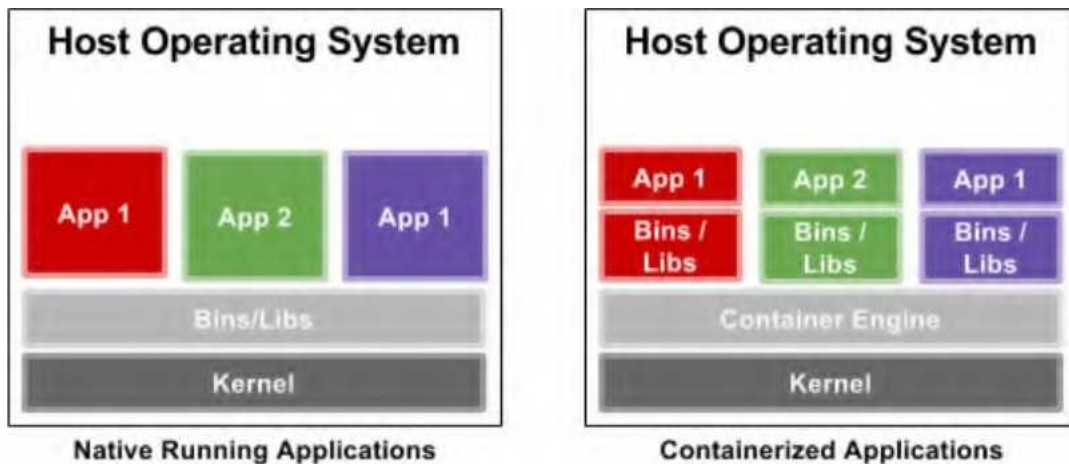 Host Operating System
App 1
App 2
App 1
Bins/Libs
Kernel
Native Running Applications
Host Operating System
App 1
App 2
App 1
Bins /
Libs
Bins /
Libs
Bins /
Libs
Container Engine
Kernel
Containerized Applications